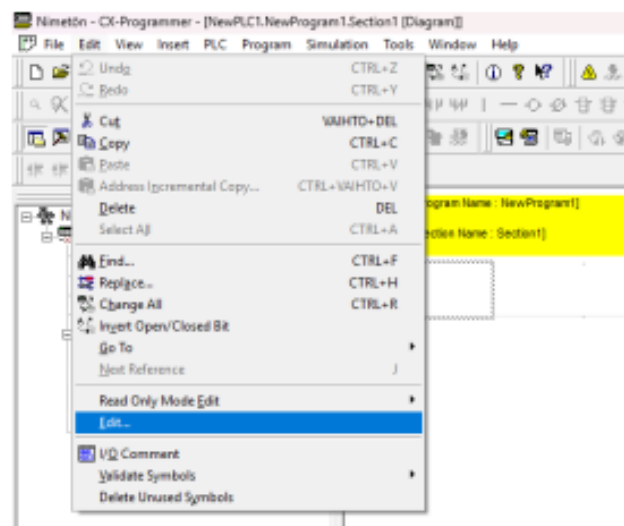 Nimetön - CX-Programmer - [NewPLC1.NewProgram1.Section1 [Diagram]]
File Edit View Insert PLC Program Simulation Tools Window Help
Undo CTRL+Z
Redo CTRL+Y
Cut VAIHTO+DEL
Copy CTRL+C
Paste CTRL+V
Address Incremental Copy... CTRL+VAIHTO+V
Delete DEL
Select All CTRL+A
Find... CTRL+F
Replace... CTRL+H
Change All CTRL+R
Invert Open/Closed Bit
Go To
Next Reference J
Read Only Mode Edit
Edit...
I/O Comment
Validate Symbols
Delete Unused Symbols
N
ogram Name : NewProgram1]
ection Name : Section1]